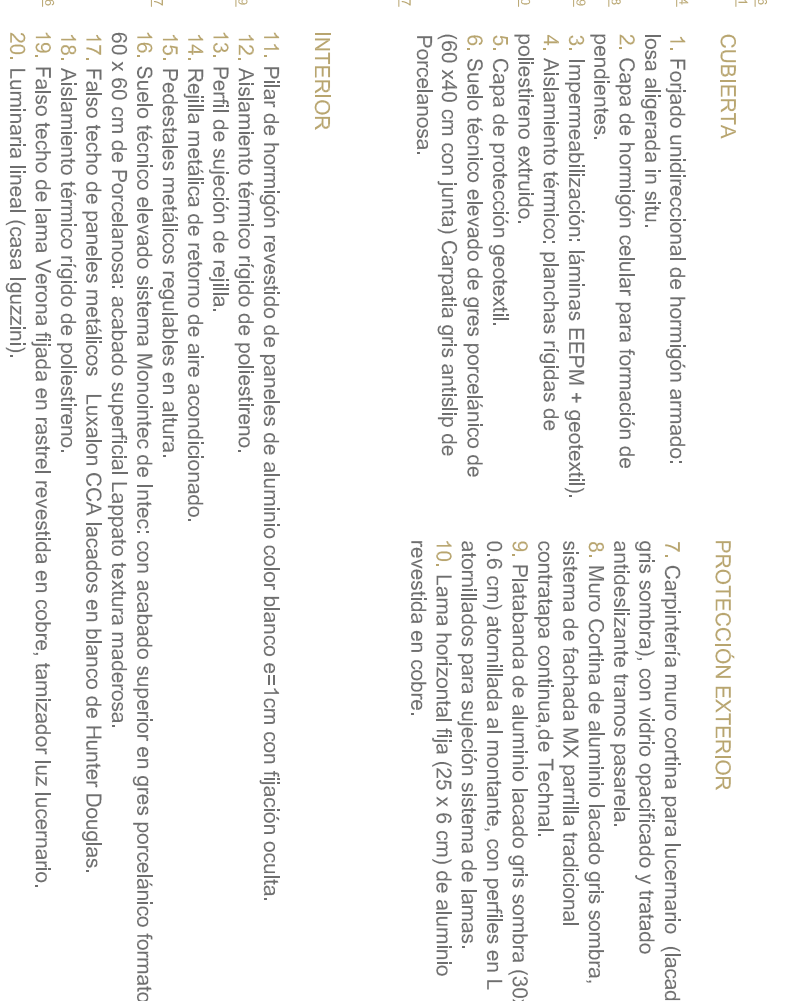 CUBIERTA
1. Forjado unidireccional de hormigón armado:
losa aligerada in situ.
2. Capa de hormigón celular para formación de
pendientes.
3. Impermeabilización: láminas EEPM + geotextil).
4. Aislamiento térmico: planchas rígidas de
poliestireno extruido.
5. Capa de protección geotextil.
6. Suelo técnico elevado de gres porcelánico de
(60 x40 cm con junta) Carpatia gris antislip de
Porcelanosa.
PROTECCIÓN EXTERIOR
7. Carpintería muro cortina para lucernario (lacad
gris sombra), con vidrio opacificado y tratado
antideslizante tramos pasarela.
8. Muro Cortina de aluminio lacado gris sombra,
sistema de fachada MX parrilla tradicional
contratapa continua,de Technal.
9. Platabanda de aluminio lacado gris sombra (30
0.6 cm) atornillada al montante, con perfiles en L
atornillados para sujeción sistema de lamas.
10. Lama horizontal fija (25 x 6 cm) de aluminio
revestida en cobre.
INTERIOR
11. Pilar de hormigón revestido de paneles de aluminio color blanco e=1cm con fijación oculta.
12. Aislamiento térmico rígido de poliestireno.
13. Perfil de sujeción de rejilla.
14. Rejilla metálica de retorno de aire acondicionado.
15. Pedestales metálicos regulables en altura.
16. Suelo técnico elevado sistema Monointec de Intec: con acabado superior en gres porcelánico formato
60 x 60 cm de Porcelanosa: acabado superficial Lappato textura maderosa.
17. Falso techo de paneles metálicos Luxalon CCA lacados en blanco de Hunter Douglas.
18. Aislamiento térmico rígido de poliestireno.
19. Falso techo de lama Verona fijada en rastrel revestida en cobre, tamizador luz lucernario.
20. Luminaria lineal (casa Iguzzini).